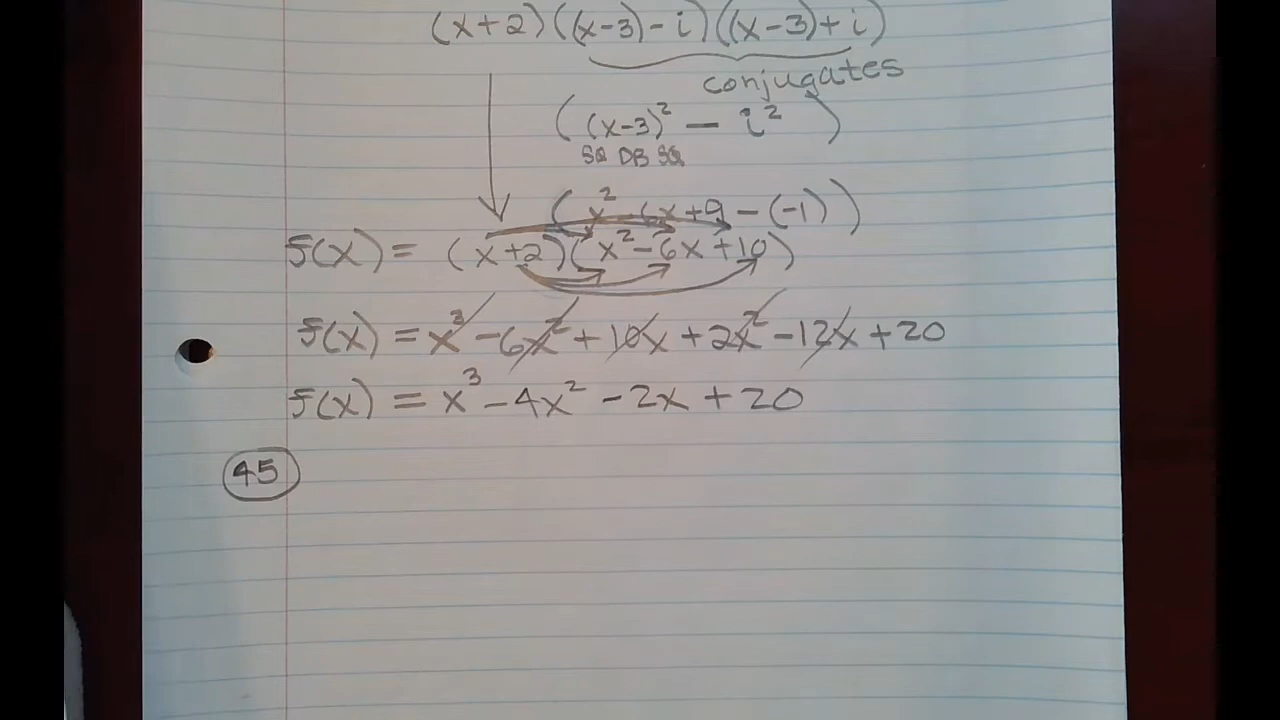 (x+2)((x-3)-i)((x-3)+i)
conjugates
((x-3)² - i²)
SQ DB SQ
(x² - 6x + 9 - (-1))
f(x) = (x+2)(x² - 6x + 10)
f(x) = x³ - 6x² + 10x + 2x² - 12x + 20
f(x) = x³ - 4x² - 2x + 20
45